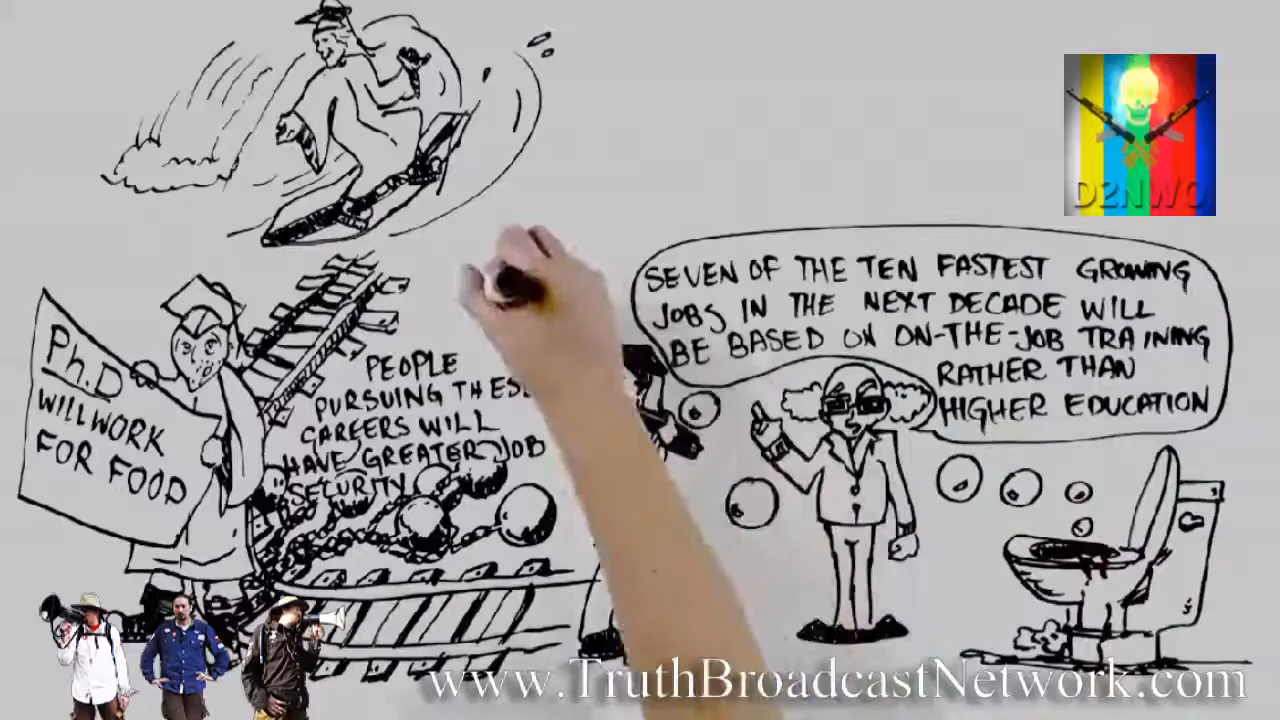 D2NWO
SEVEN OF THE TEN FASTEST GROWING
JOBS IN THE NEXT DECADE WILL
BE BASED ON ON-THE-JOB TRAINING
RATHER THAN
HIGHER EDUCATION
Ph.D
WILL WORK
FOR FOOD
PEOPLE
PURSUING THESE
CAREERS WILL
HAVE GREATER JOB
SECURITY
www.TruthBroadcastNetwork.com